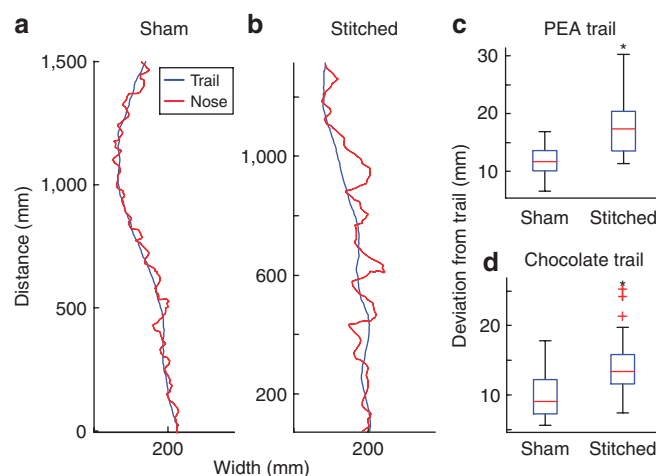 a Sham
1,500
1,000
500
0
200
Distance (mm)
Trail
Nose
b Stitched
1,000
600
200
200
Width (mm)
c PEA trail
30
20
10
*
Sham Stitched
Deviation from trail (mm)
d Chocolate trail
20
10
*
Sham Stitched